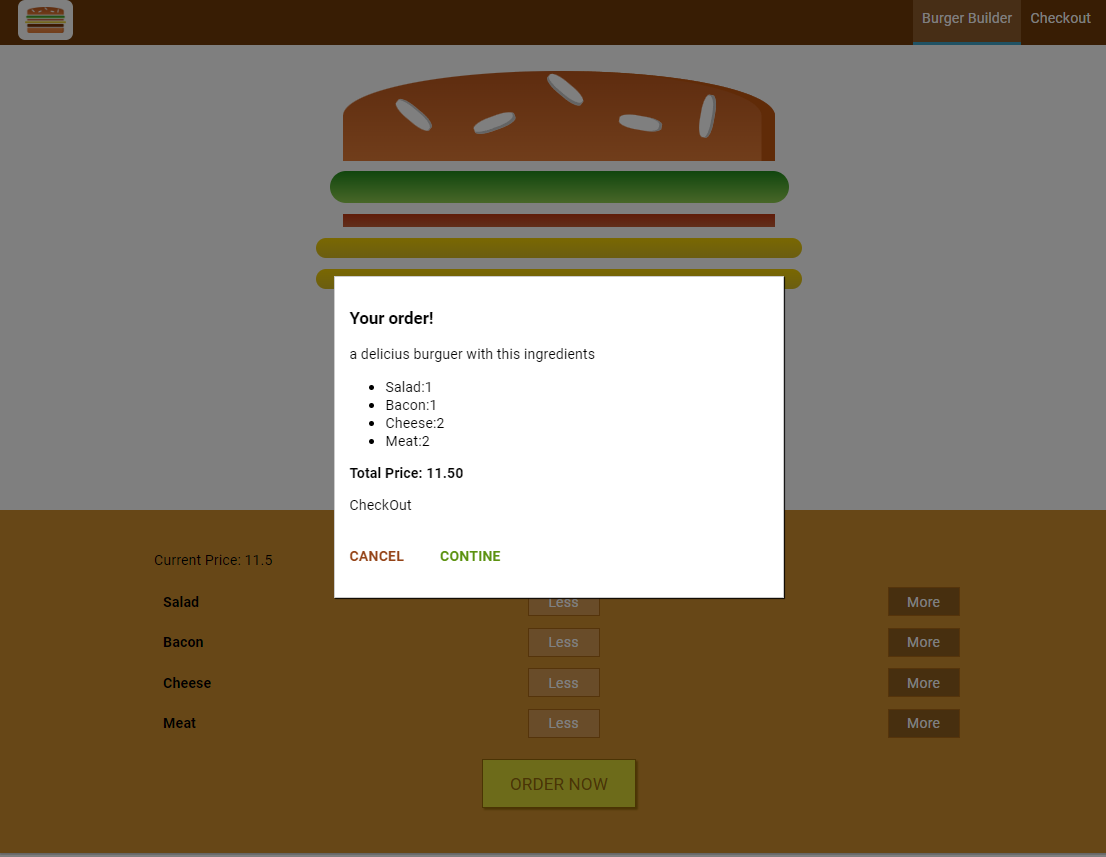 Burger Builder Checkout
Your order!
a delicius burguer with this ingredients
Salad:1
Bacon:1
Cheese:2
Meat:2
Total Price: 11.50
CheckOut
CANCEL CONTINE
Current Price: 11.5
Salad Less More
Bacon Less More
Cheese Less More
Meat Less More
ORDER NOW